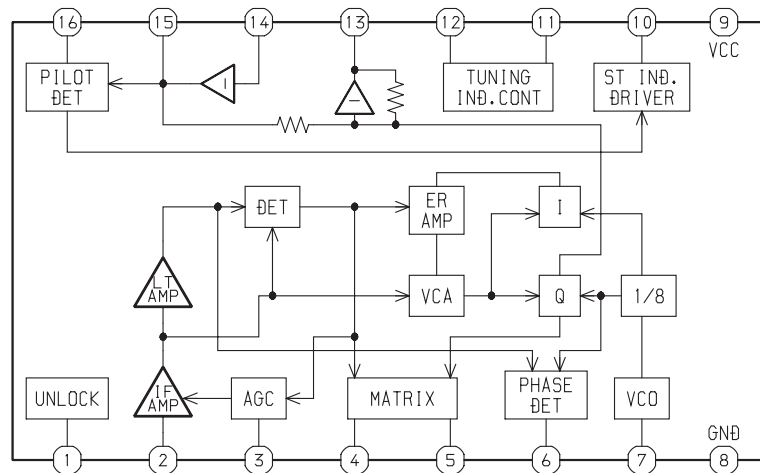 16 15 14 13 12 11 10 9
VCC
PILOT
DET
TUNING
IND.CONT
ST IND.
DRIVER
DET
ER
AMP
I
LT
AMP
VCA
Q
1/8
UNLOCK
IF
AMP
AGC
MATRIX
PHASE
DET
VCO
GND
1 2 3 4 5 6 7 8